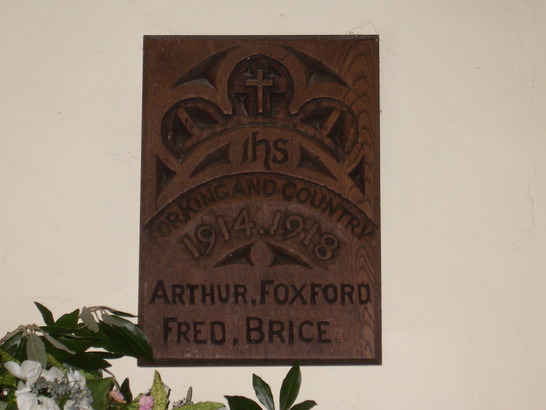 ihs
FOR KING AND COUNTRY
1914.1918
ARTHUR, FOXFORD
FRED, BRICE.